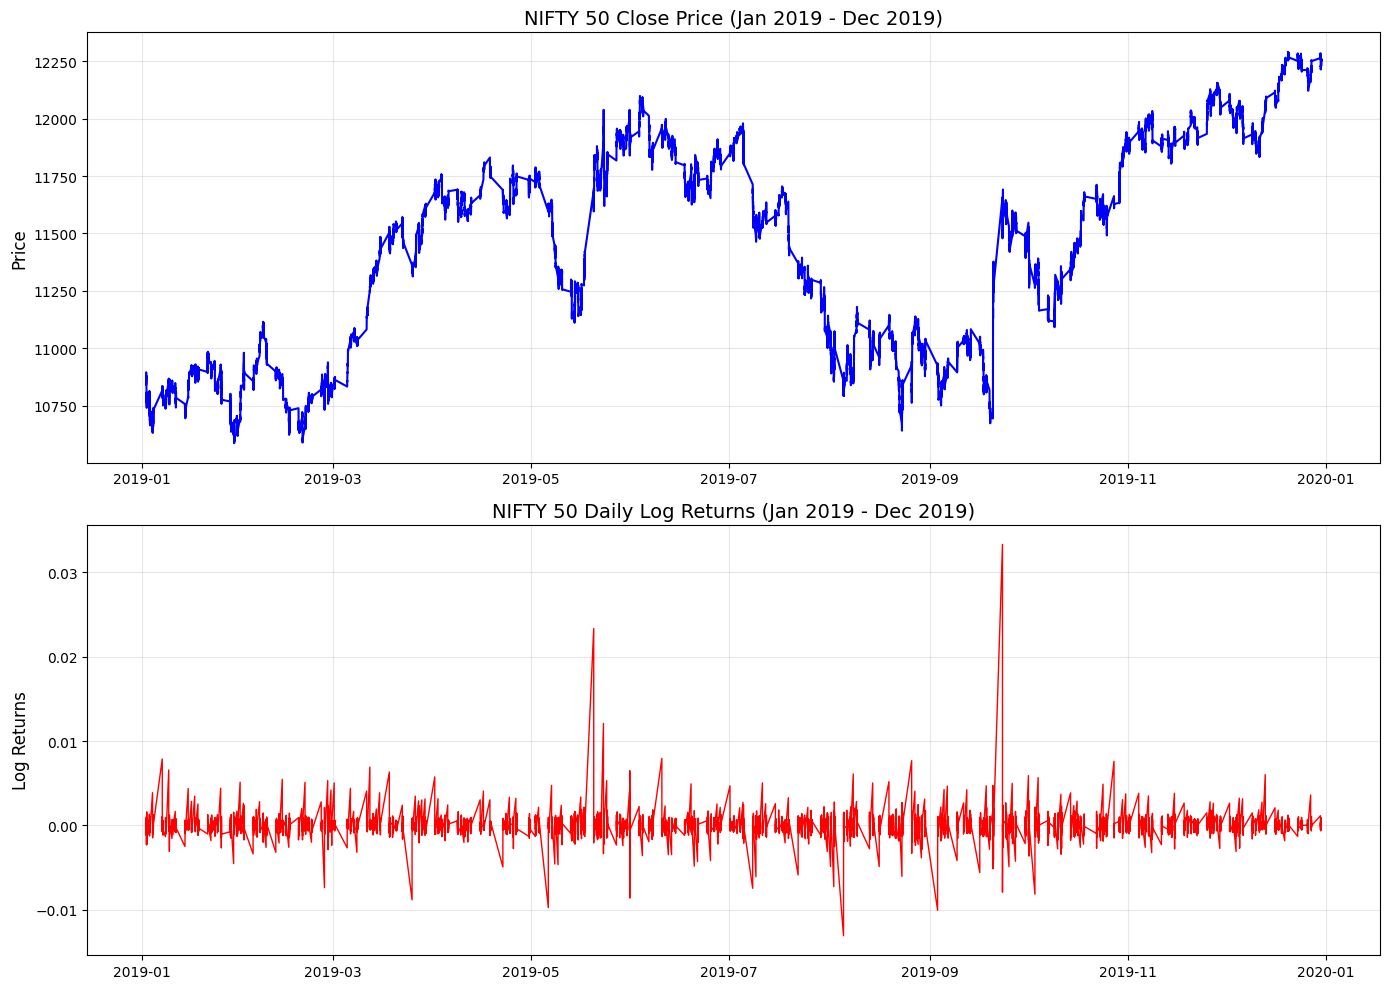 NIFTY 50 Close Price (Jan 2019 - Dec 2019)
Price
12250
12000
11750
11500
11250
11000
10750
2019-01 2019-03 2019-05 2019-07 2019-09 2019-11 2020-01
NIFTY 50 Daily Log Returns (Jan 2019 - Dec 2019)
Log Returns
0.03
0.02
0.01
0.00
−0.01
2019-01 2019-03 2019-05 2019-07 2019-09 2019-11 2020-01